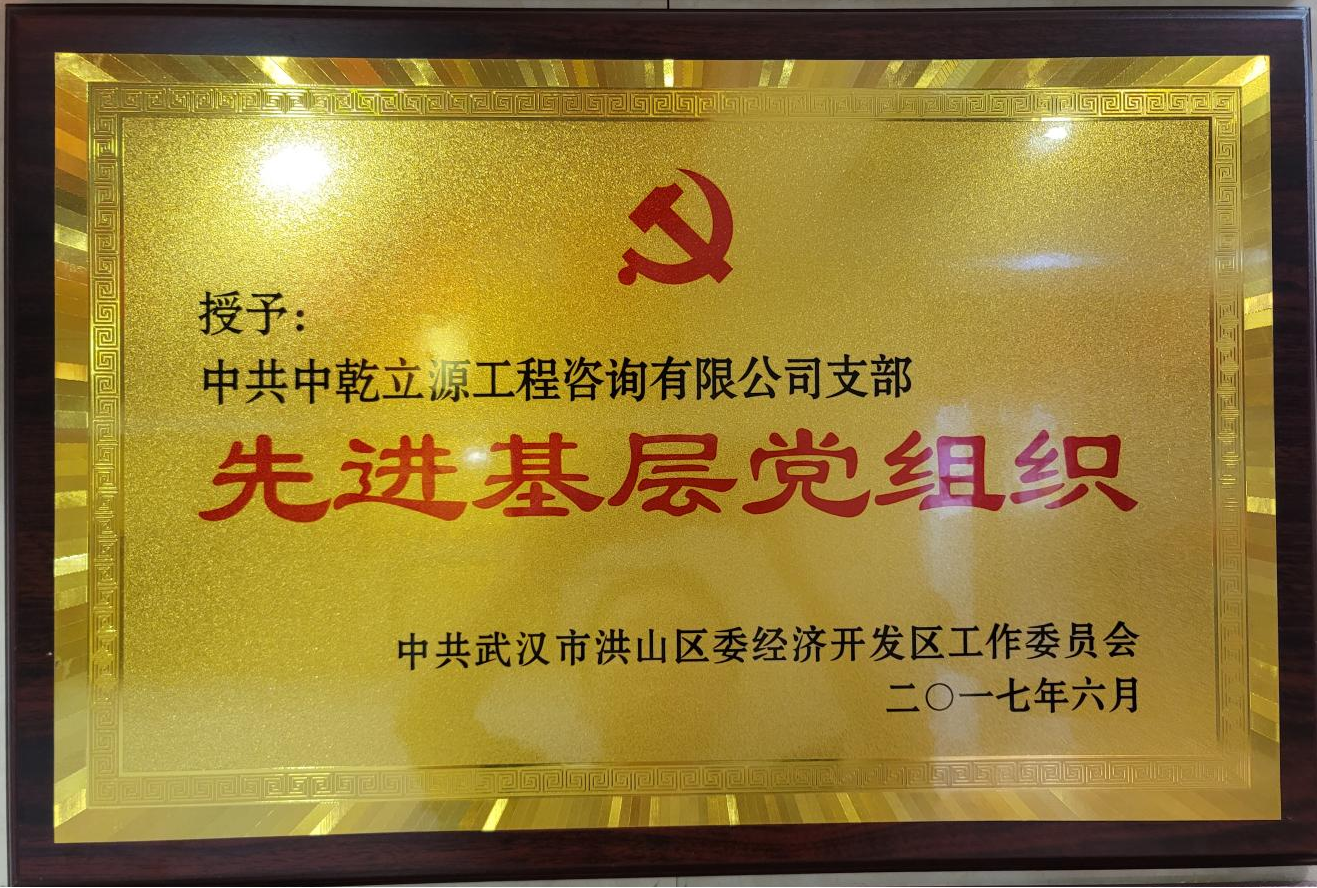 授予:
中共中乾立源工程咨询有限公司支部
先进基层党组织
中共武汉市洪山区委经济开发区工作委员会
二〇一七年六月